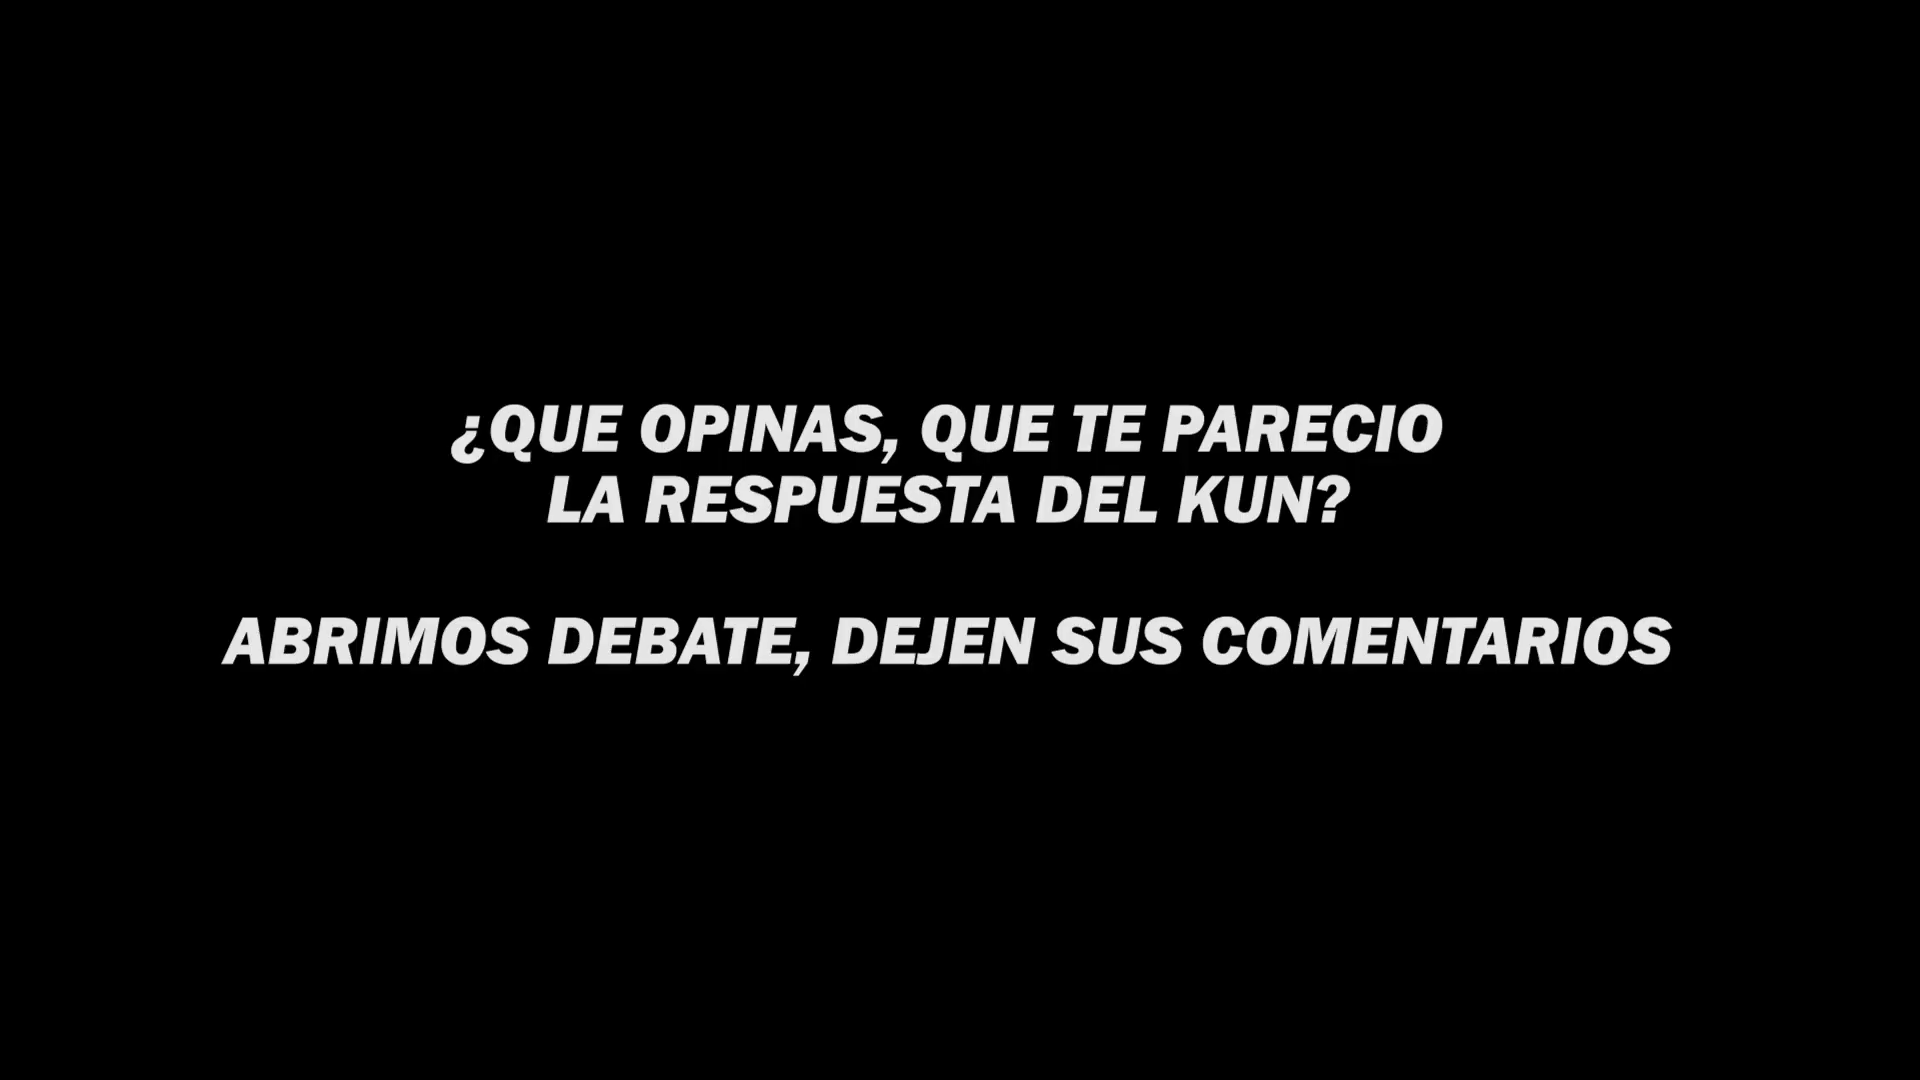 ¿QUE OPINAS, QUE TE PARECIO
LA RESPUESTA DEL KUN?
ABRIMOS DEBATE, DEJEN SUS COMENTARIOS